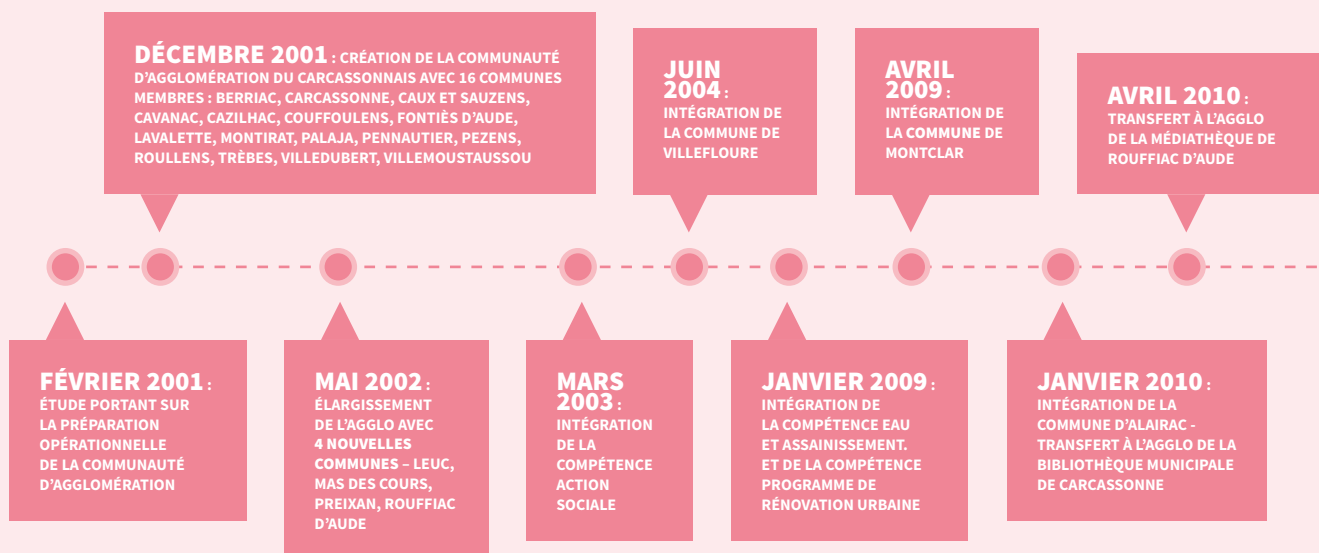 DÉCEMBRE 2001 : CRÉATION DE LA COMMUNAUTÉ
D'AGGLOMÉRATION DU CARCASSONNAIS AVEC 16 COMMUNES
MEMBRES : BERRIAC, CARCASSONNE, CAUX ET SAUZENS,
CAVANAC, CAZILHAC, COUFFOULENS, FONTIÈS D'AUDE,
LAVALETTE, MONTIRAT, PALAJA, PENNAUTIER, PEZENS,
ROULLENS, TRÈBES, VILLEDUBERT, VILLEMOUSTAUSSOU
JUIN
2004 :
INTÉGRATION DE
LA COMMUNE DE
VILLEFLOURE
AVRIL
2009 :
INTÉGRATION DE
LA COMMUNE DE
MONTCLAR
AVRIL 2010 :
TRANSFERT À L'AGGLO
DE LA MÉDIATHÈQUE DE
ROUFFIAC D'AUDE
FÉVRIER 2001 :
ÉTUDE PORTANT SUR
LA PRÉPARATION
OPÉRATIONNELLE
DE LA COMMUNAUTÉ
D'AGGLOMÉRATION
MAI 2002 :
ÉLARGISSEMENT
DE L'AGGLO AVEC
4 NOUVELLES
COMMUNES – LEUC,
MAS DES COURS,
PREIXAN, ROUFFIAC
D'AUDE
MARS
2003 :
INTÉGRATION
DE LA
COMPÉTENCE
ACTION
SOCIALE
JANVIER 2009 :
INTÉGRATION DE
LA COMPÉTENCE EAU
ET ASSAINISSEMENT.
ET DE LA COMPÉTENCE
PROGRAMME DE
RÉNOVATION URBAINE
JANVIER 2010 :
INTÉGRATION DE LA
COMMUNE D'ALAIRAC -
TRANSFERT À L'AGGLO DE LA
BIBLIOTHÈQUE MUNICIPALE
DE CARCASSONNE